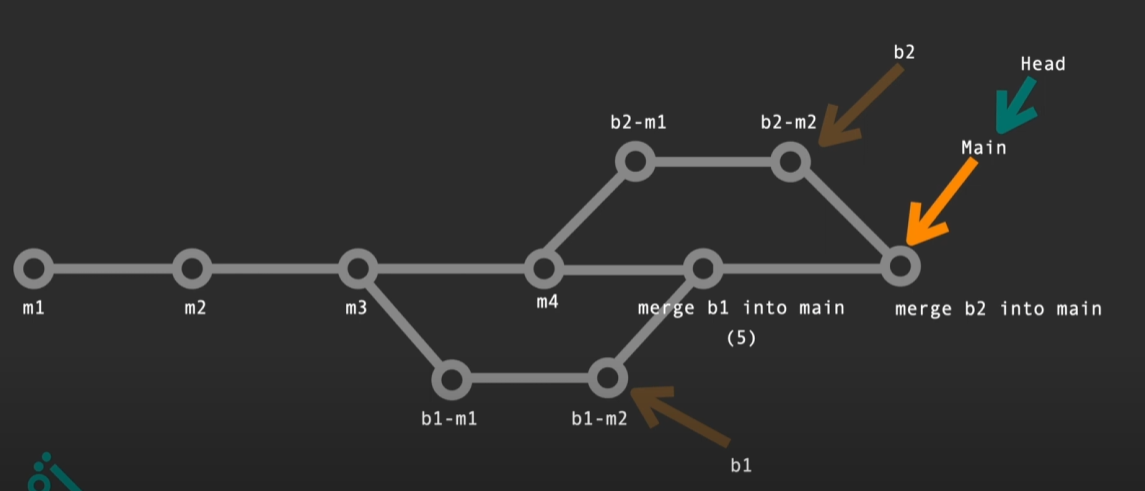 b2
Head
b2-m1
b2-m2
Main
m1
m2
m3
m4
merge b1 into main
(5)
merge b2 into main
b1-m1
b1-m2
b1